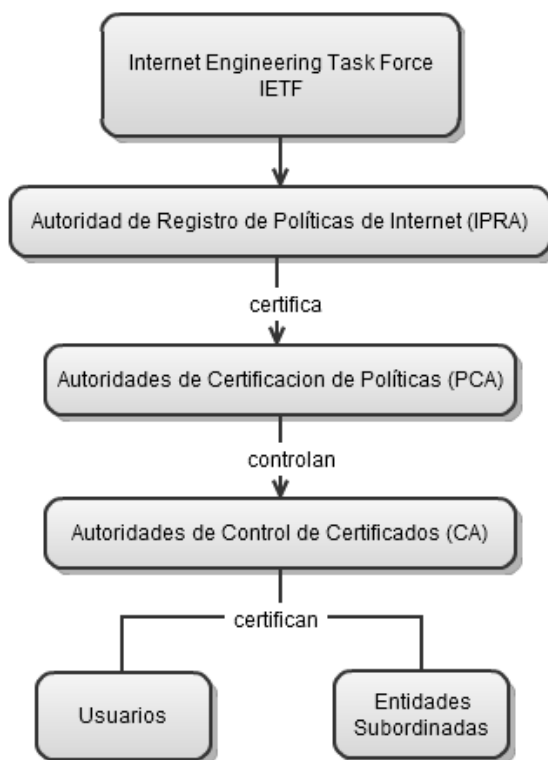 Internet Engineering Task Force
IETF
Autoridad de Registro de Políticas de Internet (IPRA)
certifica
Autoridades de Certificacion de Políticas (PCA)
controlan
Autoridades de Control de Certificados (CA)
certifican
Usuarios
Entidades
Subordinadas